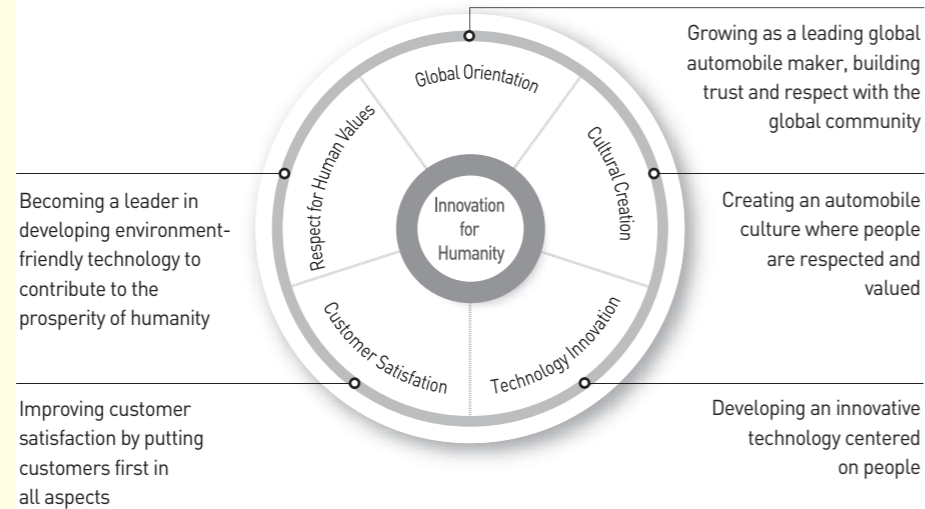 Growing as a leading global
automobile maker, building
trust and respect with the
global community
Global Orientation
Respect for Human Values
Cultural Creation
Innovation
for
Humanity
Becoming a leader in
developing environment-
friendly technology to
contribute to the
prosperity of humanity
Creating an automobile
culture where people
are respected and
valued
Customer Satisfation
Technology Innovation
Improving customer
satisfaction by putting
customers first in
all aspects
Developing an innovative
technology centered
on people